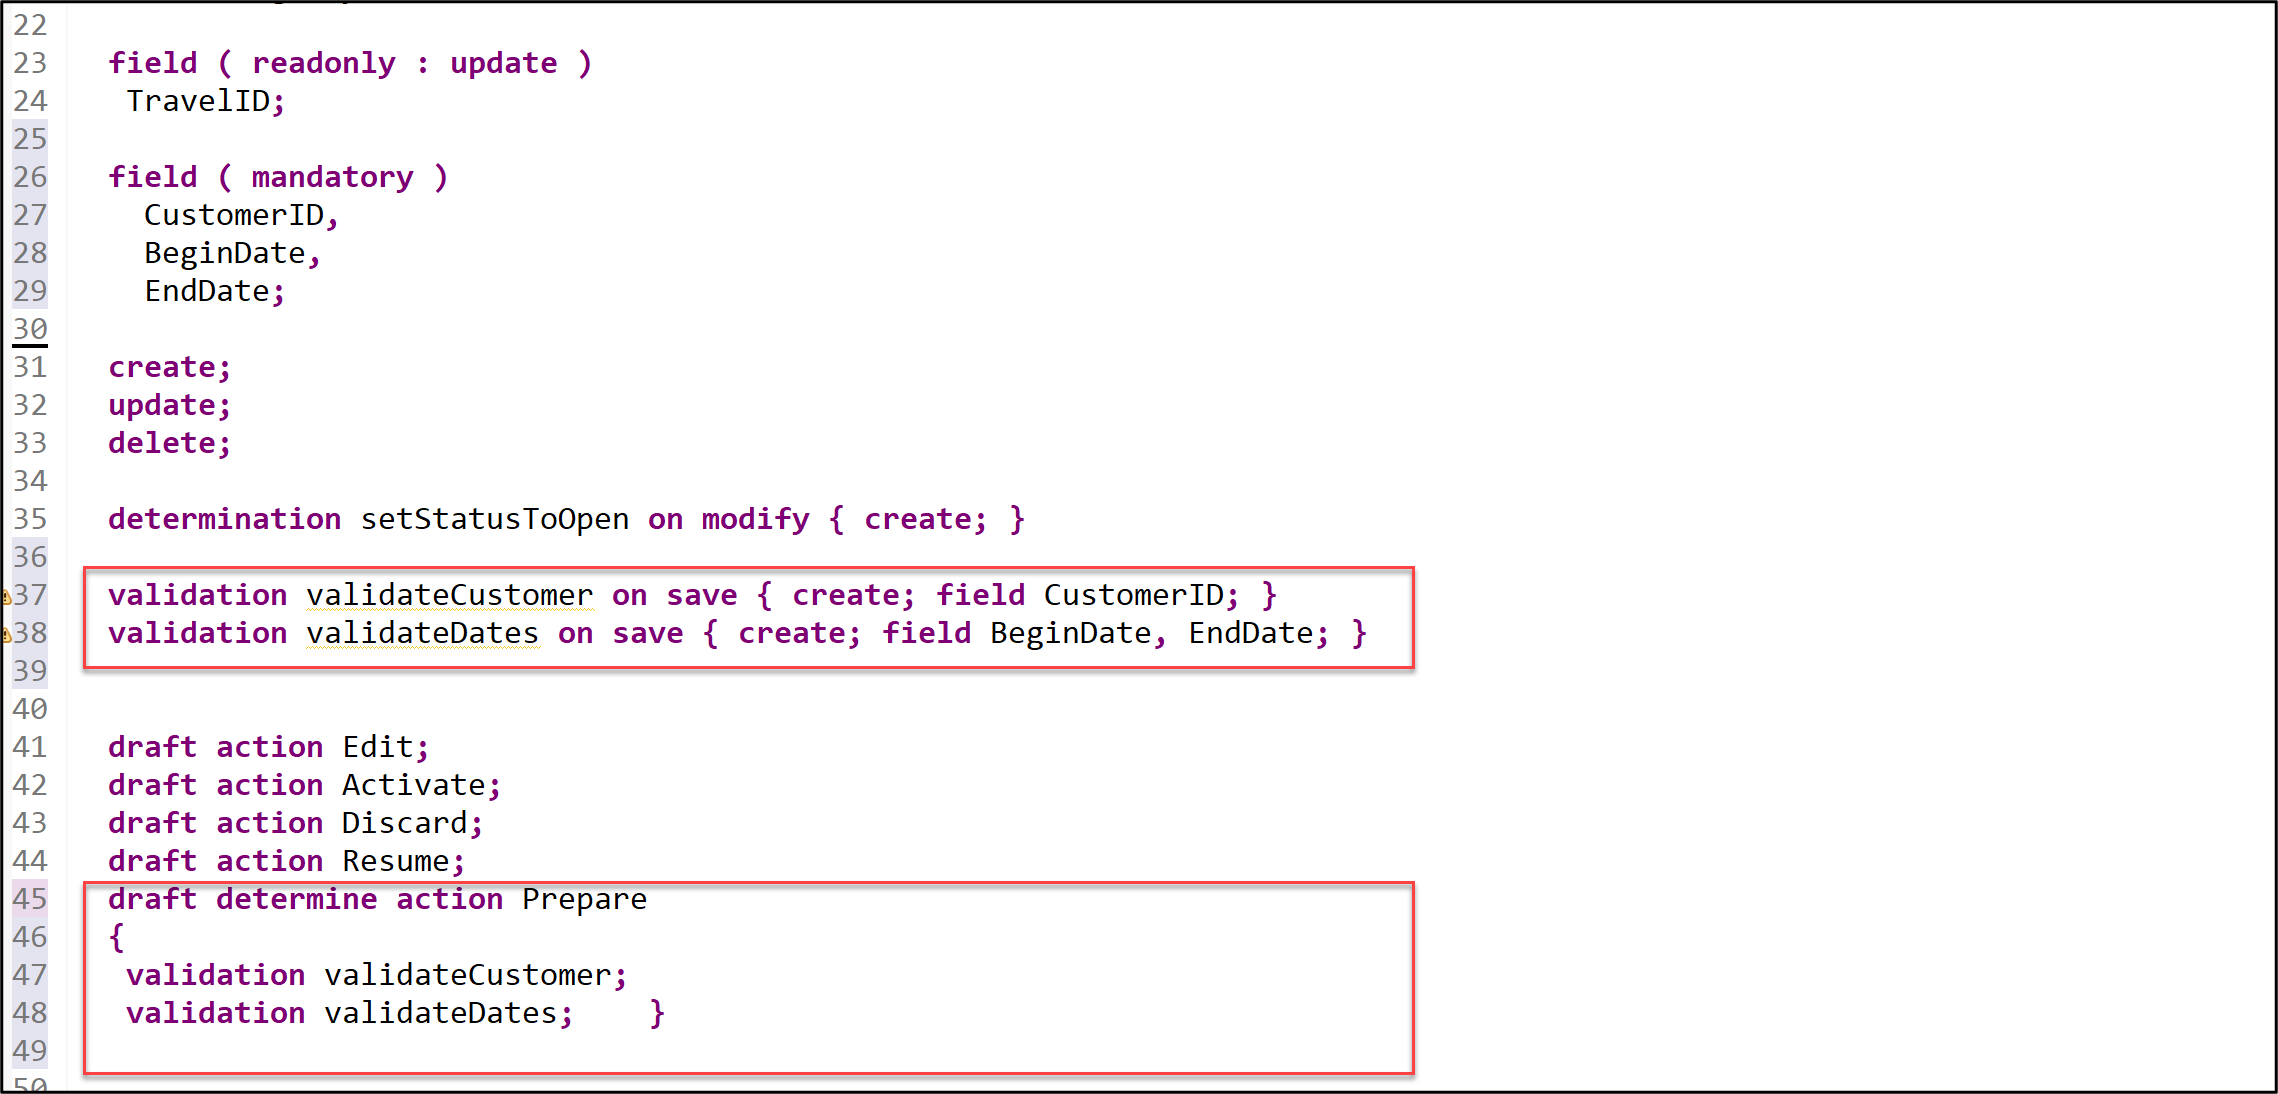 22
23 field ( readonly : update )
24 TravelID;
25
26 field ( mandatory )
27 CustomerID,
28 BeginDate,
29 EndDate;
30
31 create;
32 update;
33 delete;
34
35 determination setStatusToOpen on modify { create; }
36
37 validation validateCustomer on save { create; field CustomerID; }
38 validation validateDates on save { create; field BeginDate, EndDate; }
39
40
41 draft action Edit;
42 draft action Activate;
43 draft action Discard;
44 draft action Resume;
45 draft determine action Prepare
46 {
47 validation validateCustomer;
48 validation validateDates; }
49
50